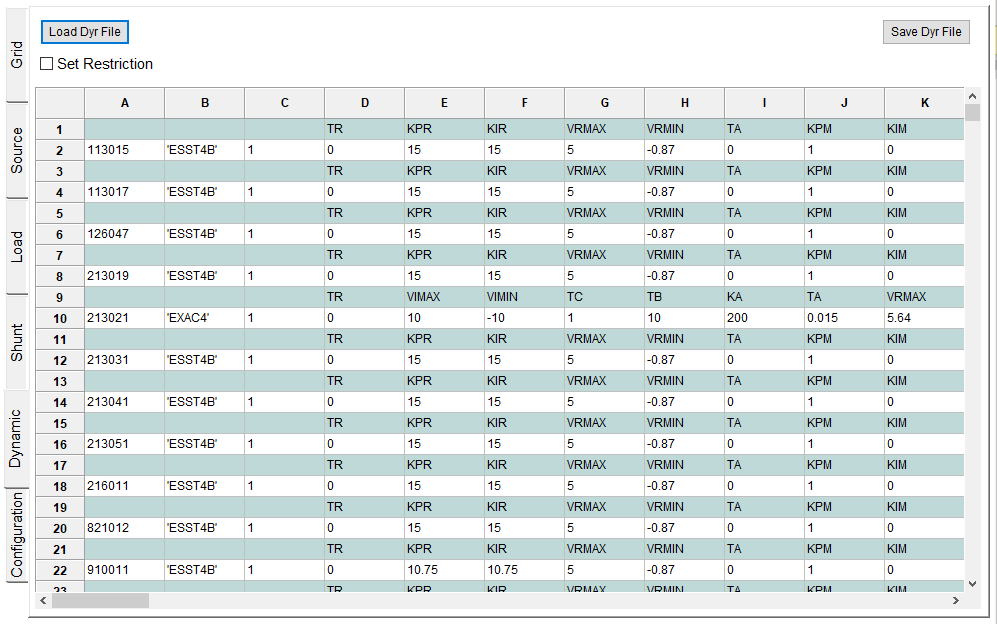 Load Dyr File Save Dyr File
Set Restriction
Grid
Source
Load
Shunt
Dynamic
Configuration
A B C D E F G H I J K
1 TR KPR KIR VRMAX VRMIN TA KPM KIM
2 113015 'ESST4B' 1 0 15 15 5 -0.87 0 1 0
3 TR KPR KIR VRMAX VRMIN TA KPM KIM
4 113017 'ESST4B' 1 0 15 15 5 -0.87 0 1 0
5 TR KPR KIR VRMAX VRMIN TA KPM KIM
6 126047 'ESST4B' 1 0 15 15 5 -0.87 0 1 0
7 TR KPR KIR VRMAX VRMIN TA KPM KIM
8 213019 'ESST4B' 1 0 15 15 5 -0.87 0 1 0
9 TR VIMAX VIMIN TC TB KA TA VRMAX
10 213021 'EXAC4' 1 0 10 -10 1 10 200 0.015 5.64
11 TR KPR KIR VRMAX VRMIN TA KPM KIM
12 213031 'ESST4B' 1 0 15 15 5 -0.87 0 1 0
13 TR KPR KIR VRMAX VRMIN TA KPM KIM
14 213041 'ESST4B' 1 0 15 15 5 -0.87 0 1 0
15 TR KPR KIR VRMAX VRMIN TA KPM KIM
16 213051 'ESST4B' 1 0 15 15 5 -0.87 0 1 0
17 TR KPR KIR VRMAX VRMIN TA KPM KIM
18 216011 'ESST4B' 1 0 15 15 5 -0.87 0 1 0
19 TR KPR KIR VRMAX VRMIN TA KPM KIM
20 821012 'ESST4B' 1 0 15 15 5 -0.87 0 1 0
21 TR KPR KIR VRMAX VRMIN TA KPM KIM
22 910011 'ESST4B' 1 0 10.75 10.75 5 -0.87 0 1 0
23 TR KPR KIR VRMAX VRMIN TA KPM KIM